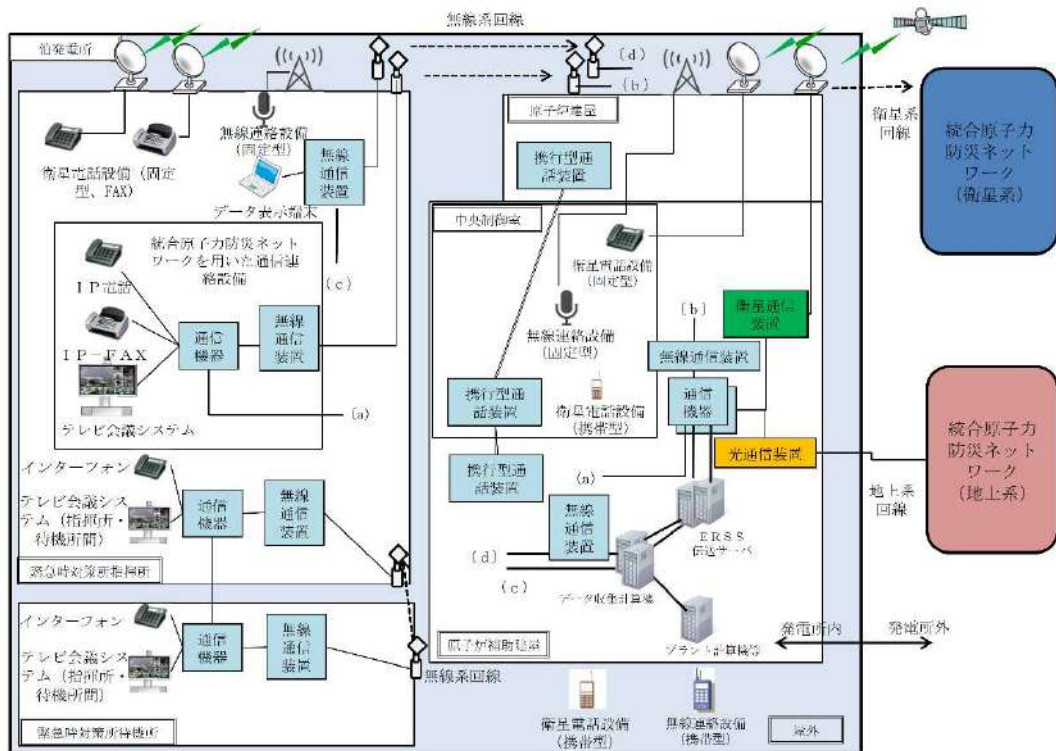 無線系回線
泊発電所
(d)
(b)
原子炉建屋
無線連絡設備
(固定型)
衛星電話設備(固定
型、FAX)
無線
通信
装置
データ表示端末
携行型通
話装置
衛星系
回線
統合原子力
防災ネット
ワーク
(衛星系)
中央制御室
統合原子力防災ネット
ワークを用いた通信連
絡設備
IP電話
IP-FAX
テレビ会議システム
通信
機器
無線
通信
装置
(c)
(a)
衛星電話設備
(固定型)
無線連絡設備
(固定型)
[b]
衛星通信
装置
無線通信装置
通信
機器
携行型通
話装置
衛星電話設備
(携帯型)
携行型通
話装置
(a)
光通信装置
地上系
回線
統合原子力
防災ネット
ワーク
(地上系)
インターフォン
テレビ会議シス
テム(指揮所・
待機所間)
通信
機器
無線
通信
装置
緊急時対策所指揮所
無線
通信
装置
ERSS
伝送サーバ
(d)
(c)
データ収集計算機
プラント計算機等
原子炉補助建屋
発電所内
発電所外
インターフォン
テレビ会議シス
テム(指揮所・
待機所間)
通信
機器
無線
通信
装置
無線系回線
緊急時対策所待機所
衛星電話設備
(携帯型)
無線連絡設備
(携帯型)
屋外